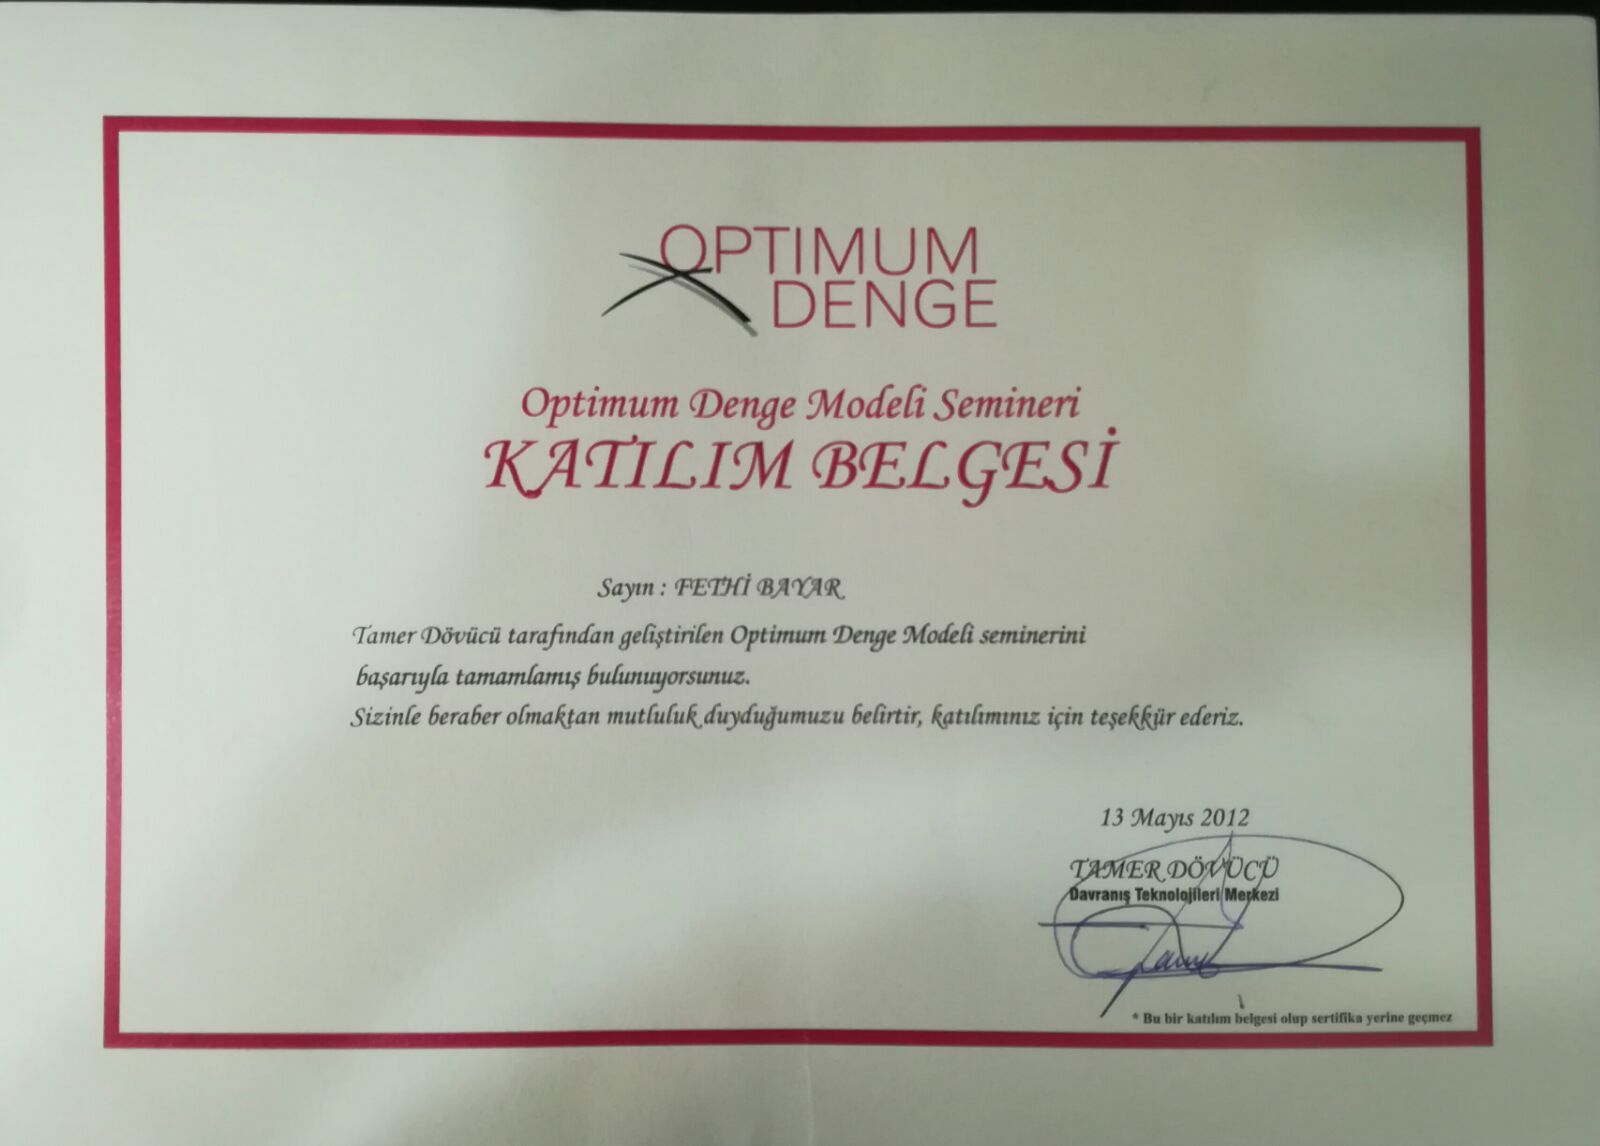 OPTIMUM
DENGE
Optimum Denge Modeli Semineri
KATILIM BELGESİ
Sayın : FETHİ BAYAR
Tamer Dövücü tarafından geliştirilen Optimum Denge Modeli seminerini
başarıyla tamamlamış bulunuyorsunuz.
Sizinle beraber olmaktan mutluluk duyduğumuzu belirtir, katılımınız için teşekkür ederiz.
13 Mayıs 2012
TAMER DÖVÜCÜ
Davranış Teknolojileri Merkezi
* Bu bir katılım belgesi olup sertifika yerine geçmez